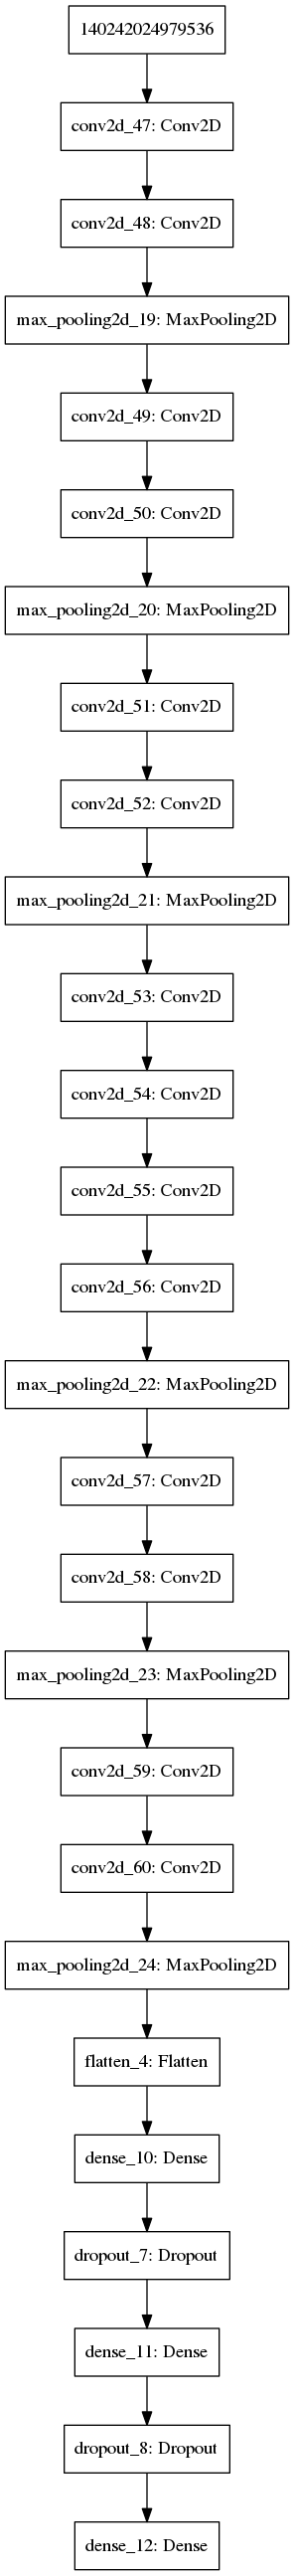 140242024979536
conv2d_47: Conv2D
conv2d_48: Conv2D
max_pooling2d_19: MaxPooling2D
conv2d_49: Conv2D
conv2d_50: Conv2D
max_pooling2d_20: MaxPooling2D
conv2d_51: Conv2D
conv2d_52: Conv2D
max_pooling2d_21: MaxPooling2D
conv2d_53: Conv2D
conv2d_54: Conv2D
conv2d_55: Conv2D
conv2d_56: Conv2D
max_pooling2d_22: MaxPooling2D
conv2d_57: Conv2D
conv2d_58: Conv2D
max_pooling2d_23: MaxPooling2D
conv2d_59: Conv2D
conv2d_60: Conv2D
max_pooling2d_24: MaxPooling2D
flatten_4: Flatten
dense_10: Dense
dropout_7: Dropout
dense_11: Dense
dropout_8: Dropout
dense_12: Dense